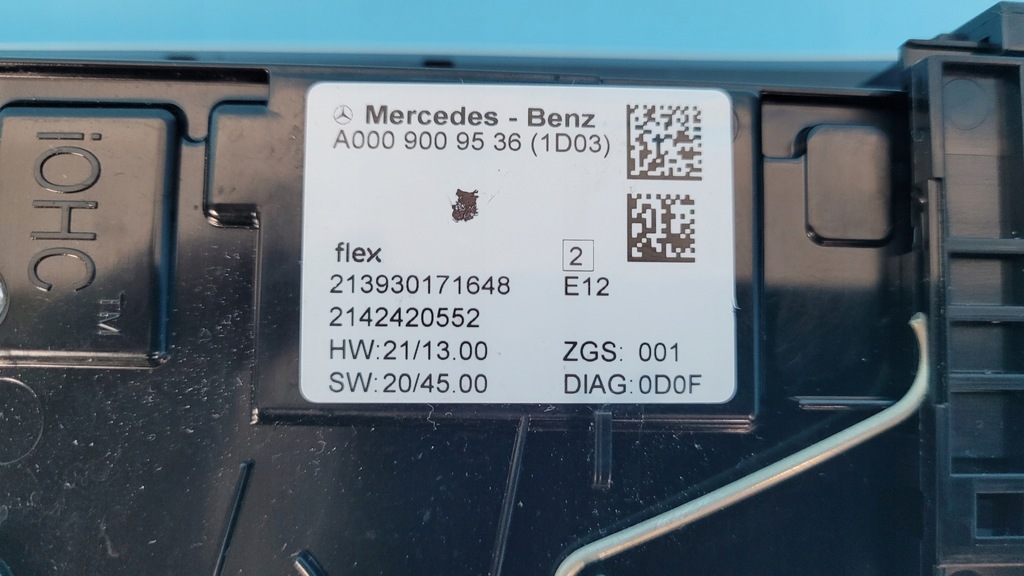 Mercedes - Benz
A000 900 95 36 (1D03)
flex
2
213930171648
E12
2142420552
HW:21/13.00
ZGS: 001
SW:20/45.00
DIAG:0D0F
iOHC
TM